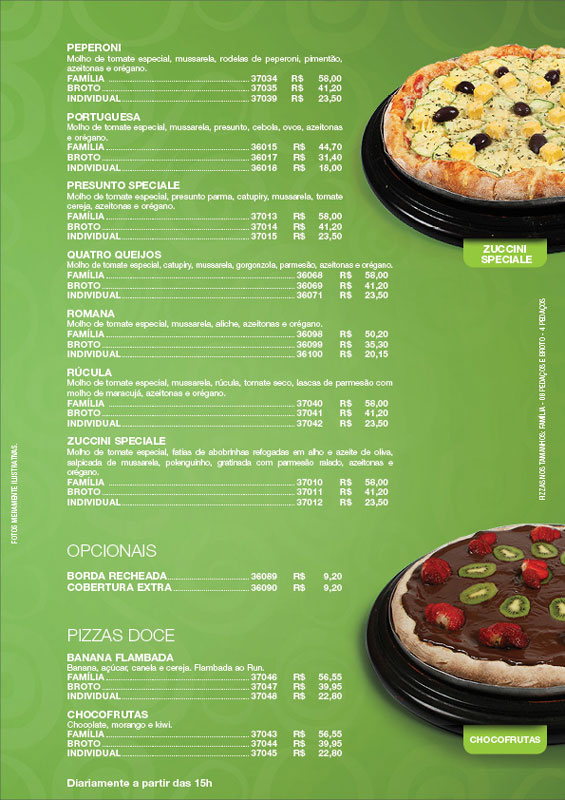 PEPERONI
Molho de tomate especial, mussarela, rodelas de peperoni, pimentão,
azeitonas e orégano.
FAMÍLIA 37034 R$ 58,00
BROTO 37035 R$ 41,20
INDIVIDUAL 37039 R$ 23,50
PORTUGUESA
Molho de tomate especial, mussarela, presunto, cebola, ovos, azeitonas
e orégano.
FAMÍLIA 36015 R$ 44,70
BROTO 36017 R$ 31,40
INDIVIDUAL 36018 R$ 18,00
PRESUNTO SPECIALE
Molho de tomate especial, presunto parma, catupiry, mussarela, tomate
cereja, azeitonas e orégano.
FAMÍLIA 37013 R$ 58,00
BROTO 37014 R$ 41,20
INDIVIDUAL 37015 R$ 23,50
QUATRO QUEIJOS
Molho de tomate especial, catupiry, mussarela, gorgonzola, parmesão, azeitonas e orégano.
FAMÍLIA 36068 R$ 58,00
BROTO 36069 R$ 41,20
INDIVIDUAL 36071 R$ 23,50
ROMANA
Molho de tomate especial, mussarela, aliche, azeitonas e orégano.
FAMÍLIA 36098 R$ 50,20
BROTO 36099 R$ 35,30
INDIVIDUAL 36100 R$ 20,15
RÚCULA
Molho de tomate especial, mussarela, rúcula, tomate seco, lascas de parmesão com
molho de maracujá, azeitonas e orégano.
FAMÍLIA 37040 R$ 58,00
BROTO 37041 R$ 41,20
INDIVIDUAL 37042 R$ 23,50
ZUCCINI SPECIALE
Molho de tomate especial, fatias de abobrinhas refogadas em alho e azeite de oliva,
salpicada de mussarela, polenguinho, gratinada com parmesão ralado, azeitonas e
orégano.
FAMÍLIA 37010 R$ 58,00
BROTO 37011 R$ 41,20
INDIVIDUAL 37012 R$ 23,50
OPCIONAIS
BORDA RECHEADA 36089 R$ 9,20
COBERTURA EXTRA 36090 R$ 9,20
PIZZAS DOCE
BANANA FLAMBADA
Banana, açúcar, canela e cereja. Flambada ao Run.
FAMÍLIA 37046 R$ 56,55
BROTO 37047 R$ 39,95
INDIVIDUAL 37048 R$ 22,80
CHOCOFRUTAS
Chocolate, morango e kiwi.
FAMÍLIA 37043 R$ 56,55
BROTO 37044 R$ 39,95
INDIVIDUAL 37045 R$ 22,80
Diariamente a partir das 15h
ZUCCINI
SPECIALE
CHOCOFRUTAS
PIZZAS NOS TAMANHOS: FAMÍLIA - 08 PEDAÇOS E BROTO - 4 PEDAÇOS
FOTOS MERAMENTE ILUSTRATIVAS.